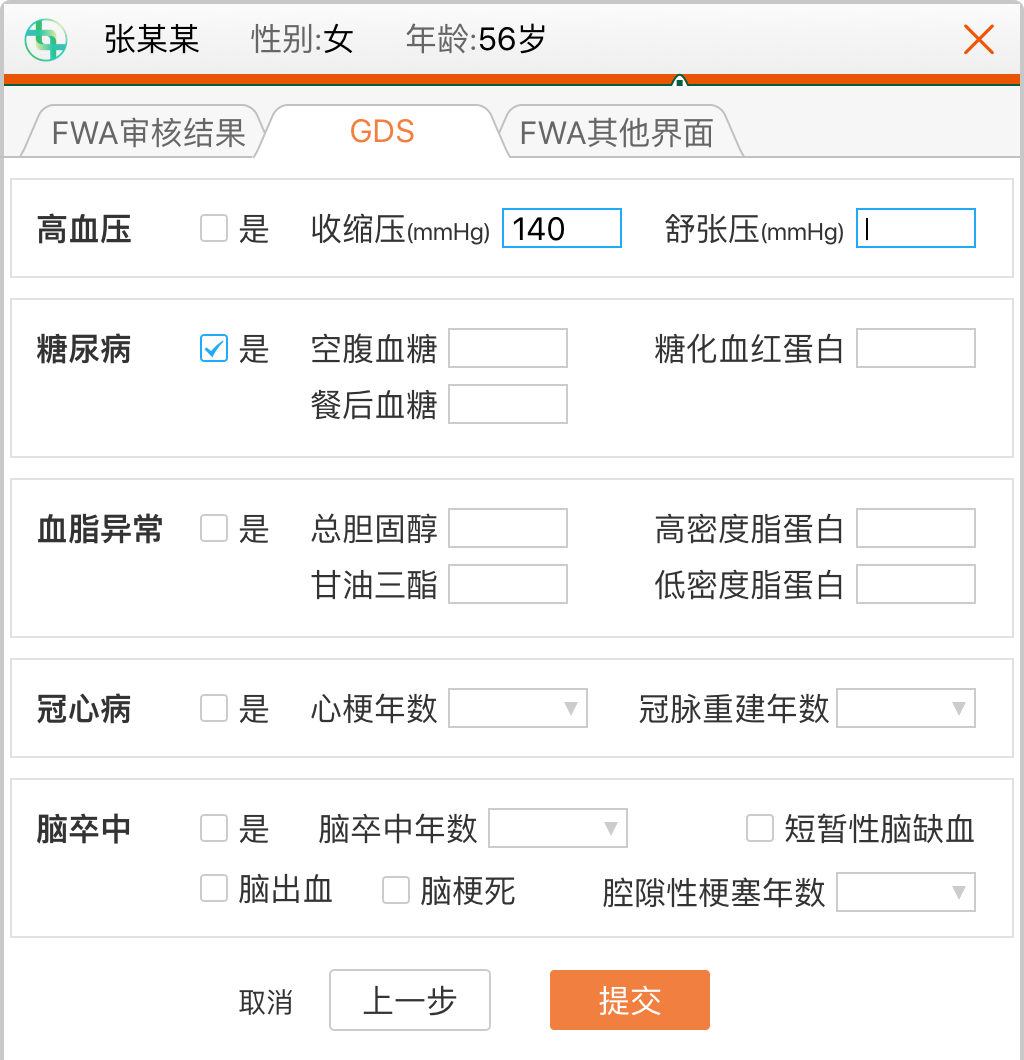 张某某 性别:女 年龄:56岁
FWA审核结果 GDS FWA其他界面
高血压 是 收缩压(mmHg) 140 舒张压(mmHg)
糖尿病 是 空腹血糖 糖化血红蛋白
餐后血糖
血脂异常 是 总胆固醇 高密度脂蛋白
甘油三酯 低密度脂蛋白
冠心病 是 心梗年数 冠脉重建年数
脑卒中 是 脑卒中年数 短暂性脑缺血
脑出血 脑梗死 腔隙性梗塞年数
取消 上一步 提交